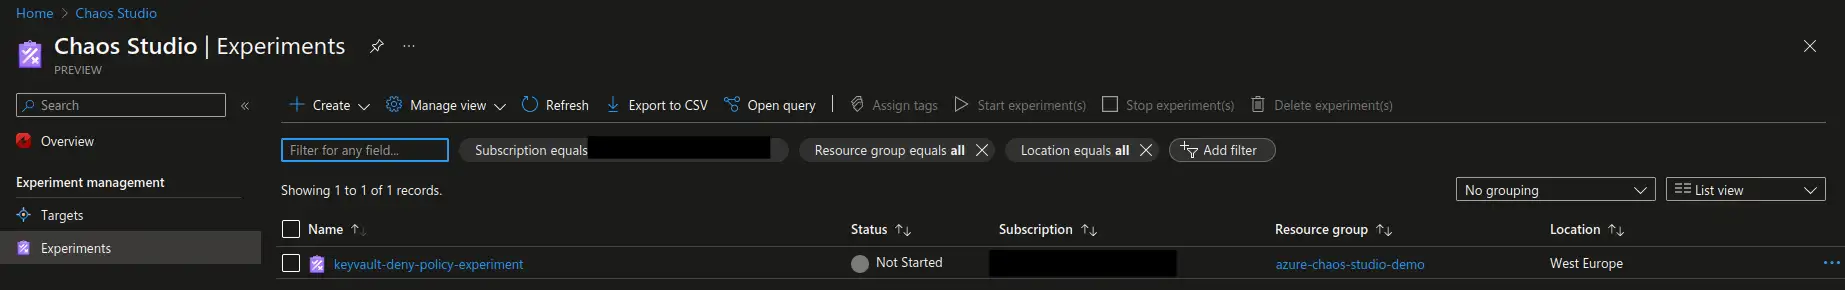 Home > Chaos Studio
Chaos Studio | Experiments
PREVIEW
Search
Create
Manage view
Refresh
Export to CSV
Open query
Assign tags
Start experiment(s)
Stop experiment(s)
Delete experiment(s)
Overview
Experiment management
Targets
Experiments
Filter for any field...
Subscription equals
Resource group equals all
Location equals all
Add filter
Showing 1 to 1 of 1 records.
No grouping
List view
Name
Status
Subscription
Resource group
Location
keyvault-deny-policy-experiment
Not Started
azure-chaos-studio-demo
West Europe